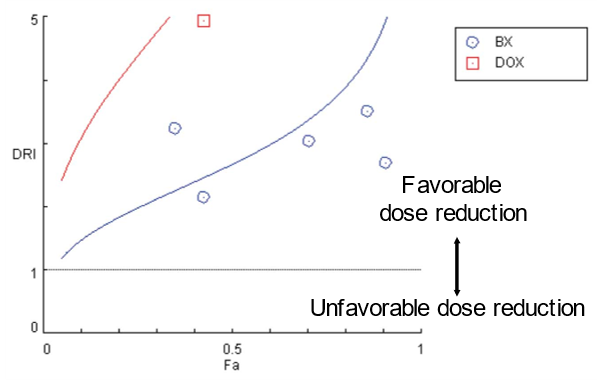 5
BX
DOX
DRI
Favorable
dose reduction
1
Unfavorable dose reduction
0
0
0.5
1
Fa